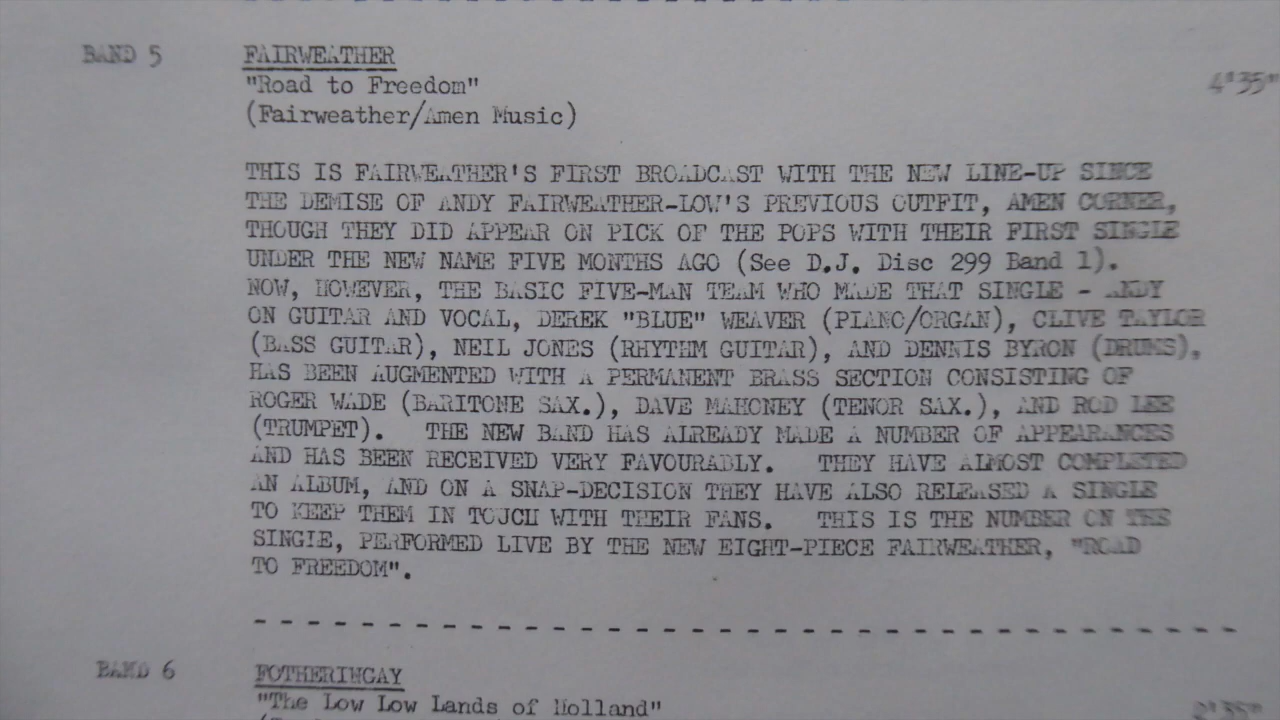 BAND 5 FAIRWEATHER
"Road to Freedom" 4'35"
(Fairweather/Amen Music)
THIS IS FAIRWEATHER'S FIRST BROADCAST WITH THE NEW LINE-UP SINCE
THE DEMISE OF ANDY FAIRWEATHER-LOW'S PREVIOUS OUTFIT, AMEN CORNER,
THOUGH THEY DID APPEAR ON PICK OF THE POPS WITH THEIR FIRST SINGLE
UNDER THE NEW NAME FIVE MONTHS AGO (See D.J. Disc 299 Band 1).
NOW, HOWEVER, THE BASIC FIVE-MAN TEAM WHO MADE THAT SINGLE - ANDY
ON GUITAR AND VOCAL, DEREK "BLUE" WEAVER (PIANO/ORGAN), CLIVE TAYLOR
(BASS GUITAR), NEIL JONES (RHYTHM GUITAR), AND DENNIS BYRON (DRUMS),
HAS BEEN AUGMENTED WITH A PERMANENT BRASS SECTION CONSISTING OF
ROGER WADE (BARITONE SAX.), DAVE MAHONEY (TENOR SAX.), AND ROD LEE
(TRUMPET). THE NEW BAND HAS ALREADY MADE A NUMBER OF APPEARANCES
AND HAS BEEN RECEIVED VERY FAVOURABLY. THEY HAVE ALMOST COMPLETED
AN ALBUM, AND ON A SNAP-DECISION THEY HAVE ALSO RELEASED A SINGLE
TO KEEP THEM IN TOUCH WITH THEIR FANS. THIS IS THE NUMBER ON THE
SINGLE, PERFORMED LIVE BY THE NEW EIGHT-PIECE FAIRWEATHER, "ROAD
TO FREEDOM".
BAND 6 FOTHERINGAY
"The Low Low Lands of Holland"